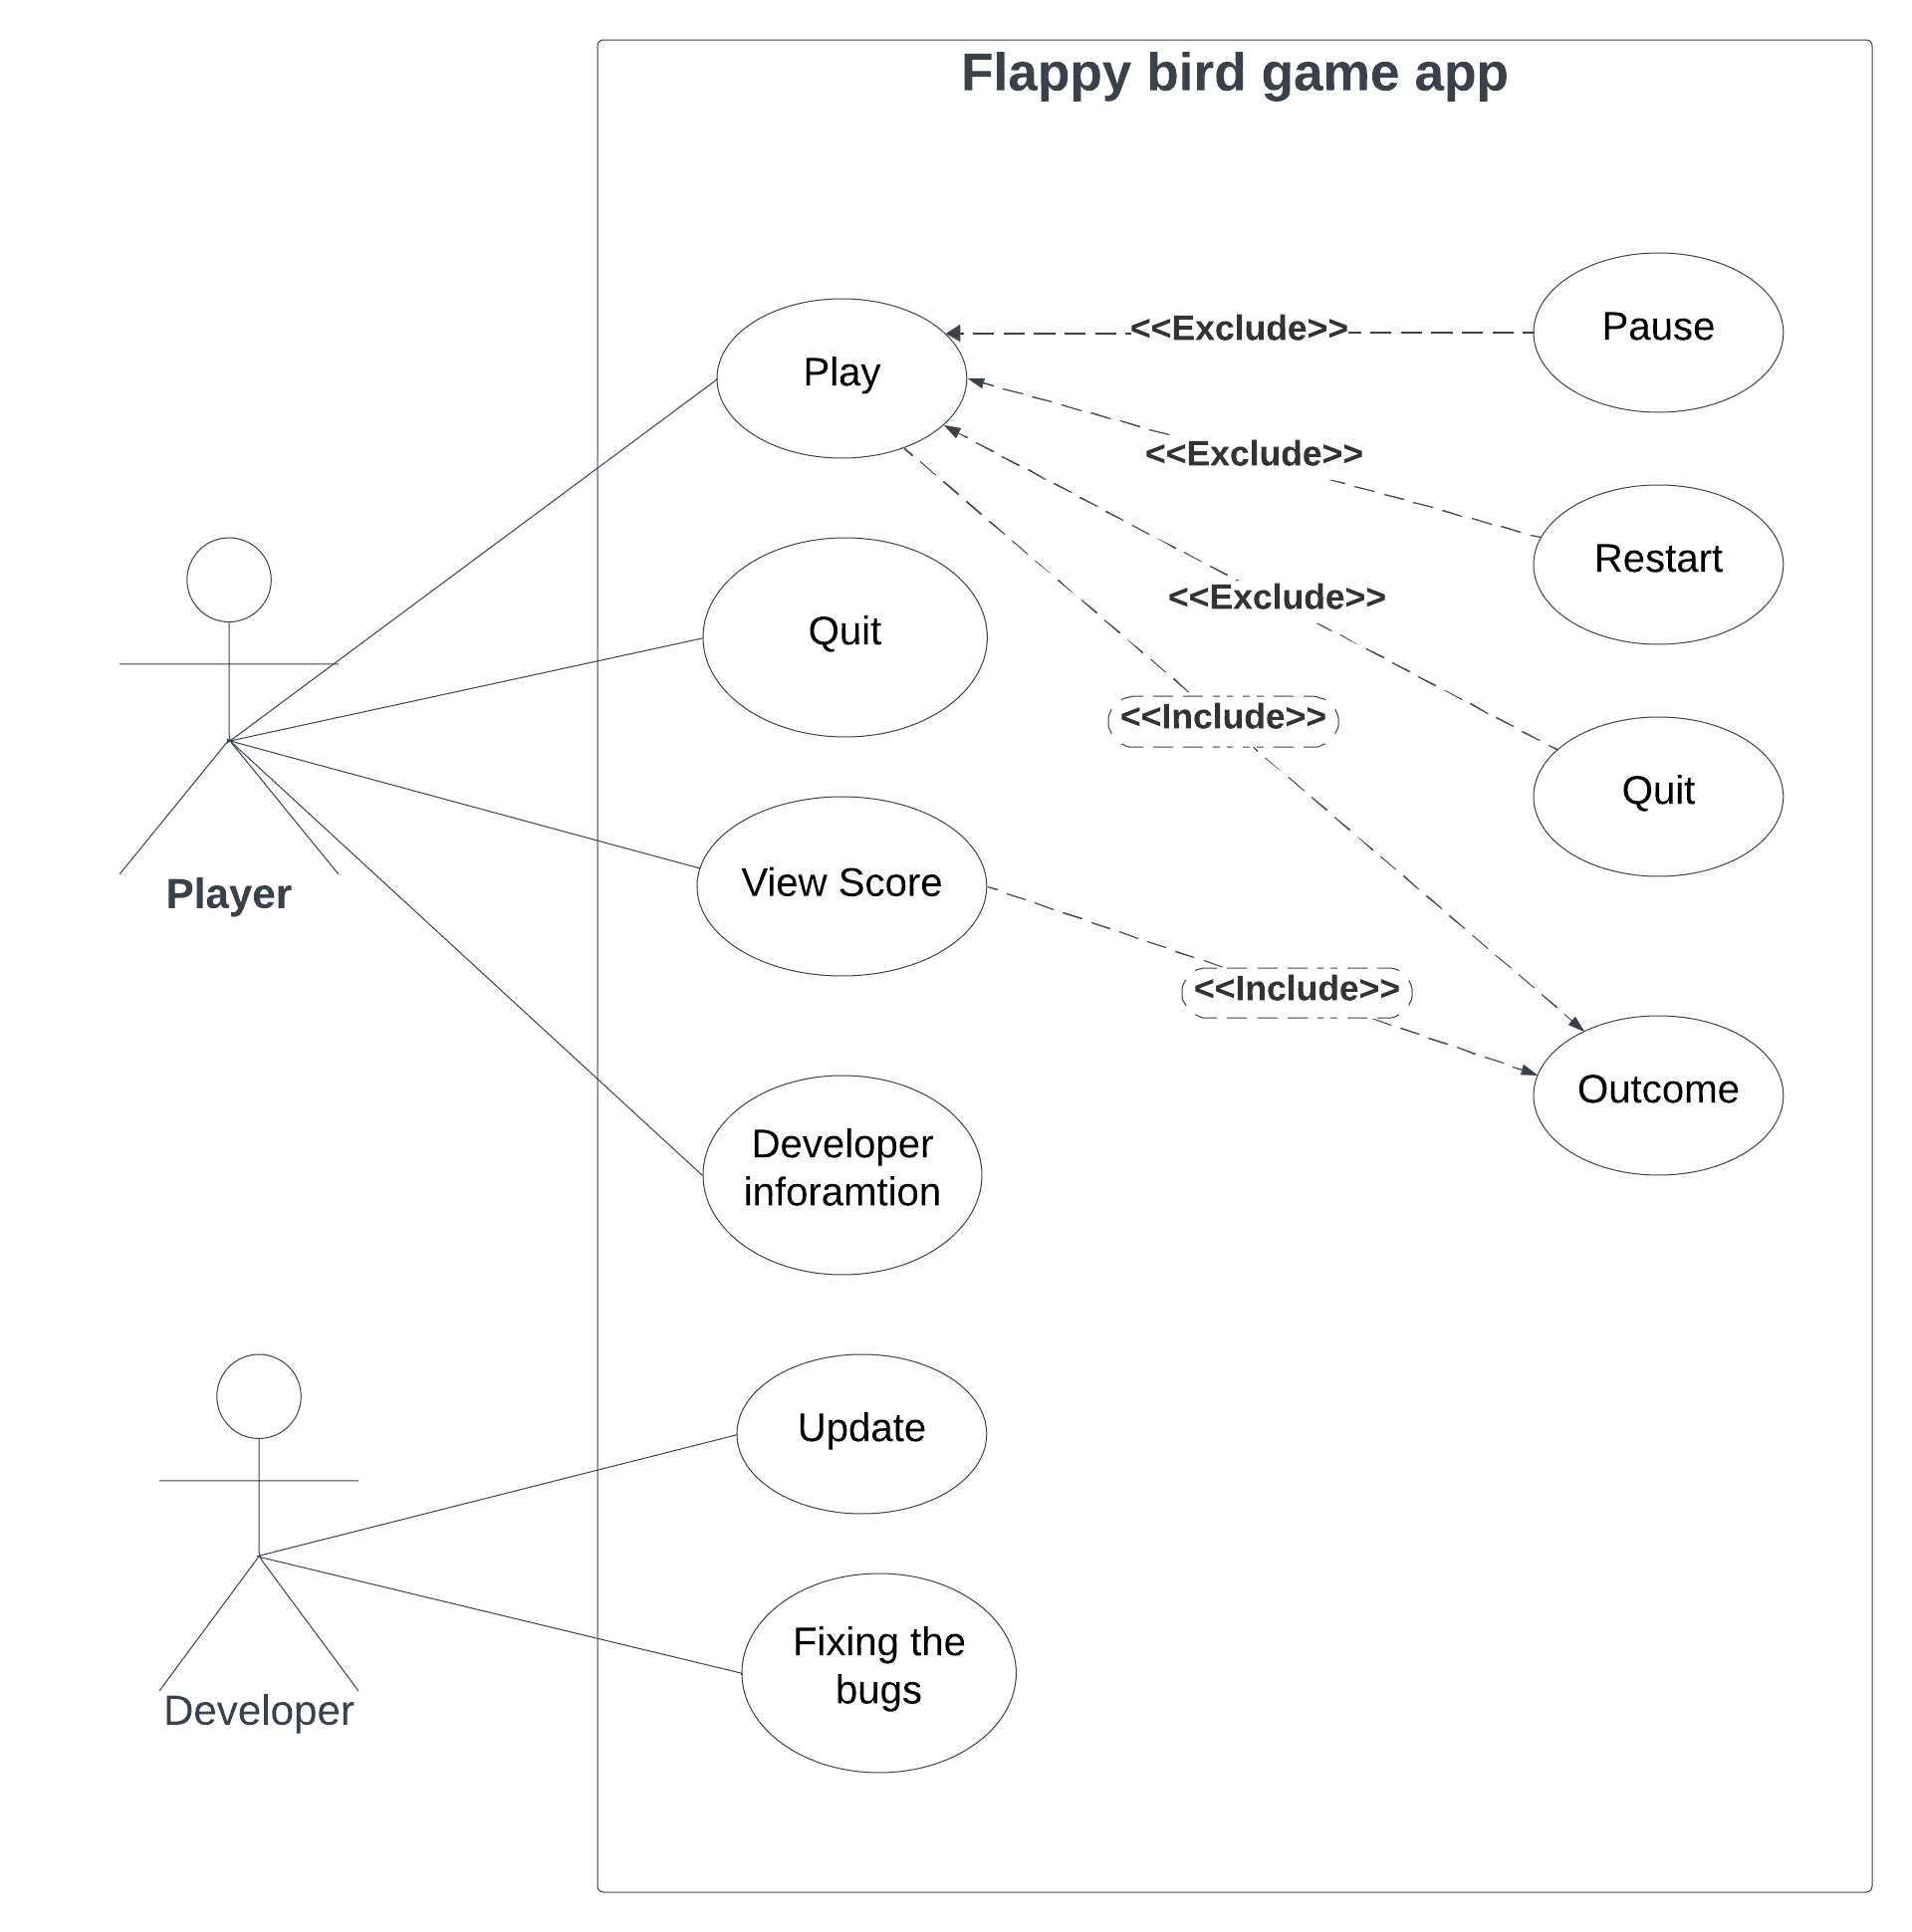 Flappy bird game app
Play
<<Exclude>>
Pause
<<Exclude>>
Restart
<<Exclude>>
Quit
Quit
<<Include>>
View Score
<<Include>>
Outcome
Player
Developer
inforamtion
Update
Fixing the
bugs
Developer